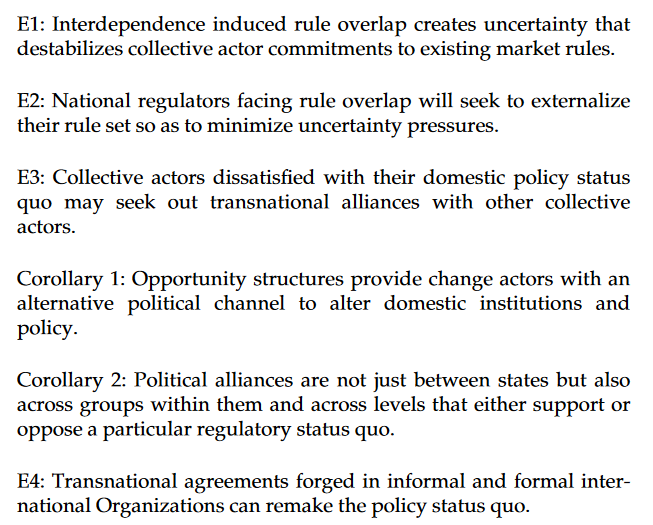 E1: Interdependence induced rule overlap creates uncertainty that
destabilizes collective actor commitments to existing market rules.
E2: National regulators facing rule overlap will seek to externalize
their rule set so as to minimize uncertainty pressures.
E3: Collective actors dissatisfied with their domestic policy status
quo may seek out transnational alliances with other collective
actors.
Corollary 1: Opportunity structures provide change actors with an
alternative political channel to alter domestic institutions and
policy.
Corollary 2: Political alliances are not just between states but also
across groups within them and across levels that either support or
oppose a particular regulatory status quo.
E4: Transnational agreements forged in informal and formal inter-
national Organizations can remake the policy status quo.